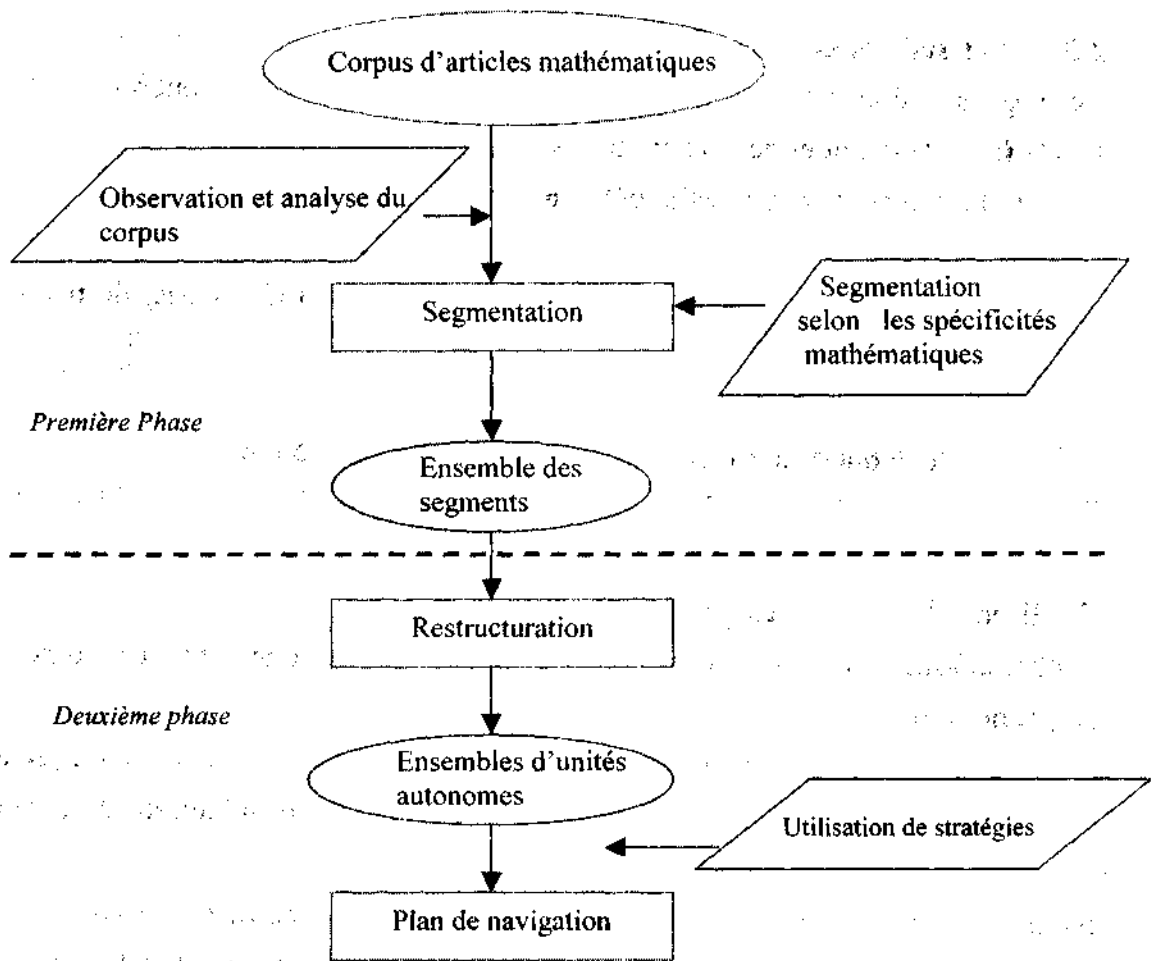 Corpus d'articles mathématiques
Observation et analyse du
corpus
Segmentation
Segmentation
selon les spécificités
mathématiques
Première Phase
Ensemble des
segments
Restructuration
Deuxième phase
Ensembles d'unités
autonomes
Utilisation de stratégies
Plan de navigation